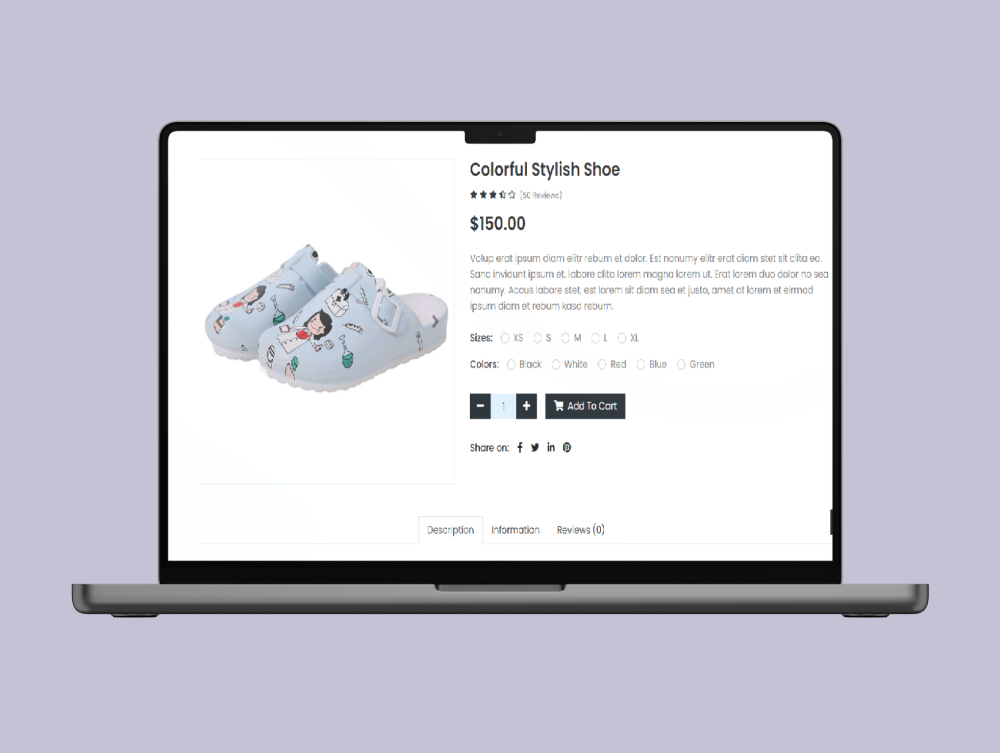 Colorful Stylish Shoe
(50 Reviews)
$150.00
Volup erat ipsum diam elitr rebum et dolor. Est nonumy elitr erat diam stet sit clita ea.
Sanc invidunt ipsum et, labore clita lorem magna lorem ut. Erat lorem duo dolor no sea
nonumy. Accus labore stet, est lorem sit diam sea et justo, amet at lorem et eirmod
ipsum diam et rebum kasd rebum.
Sizes: XS S M L XL
Colors: Black White Red Blue Green
- 1 + Add To Cart
Share on:
Description Information Reviews (0)